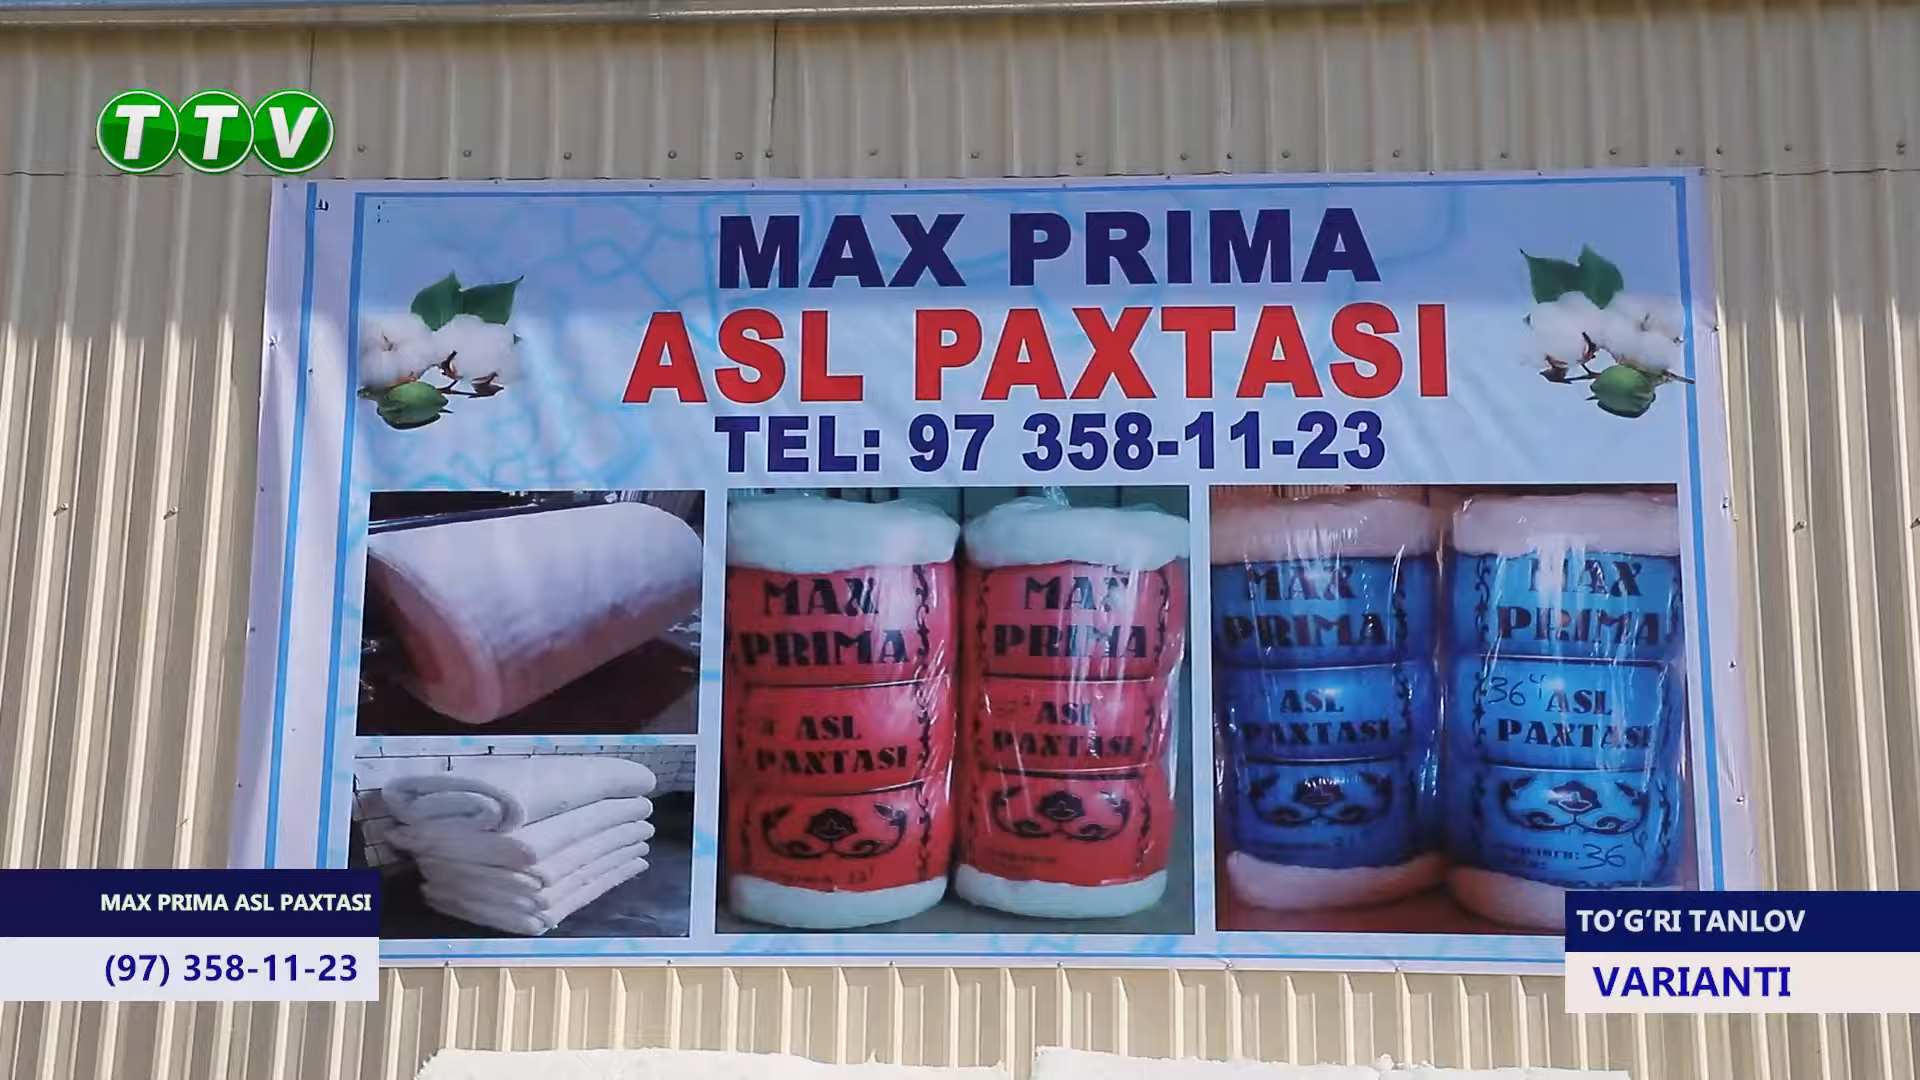 TTV
MAX PRIMA
ASL PAXTASI
TEL: 97 358-11-23
MAX
PRIMA
ASL
PAXTASI
MAX
PRIMA
ASL
PAXTASI
MAX
PRIMA
ASL
PAXTASI
MAX
PRIMA
36 ASL
PAXTASI
36
MAX PRIMA ASL PAXTASI
(97) 358-11-23
TO‘G‘RI TANLOV
VARIANTI